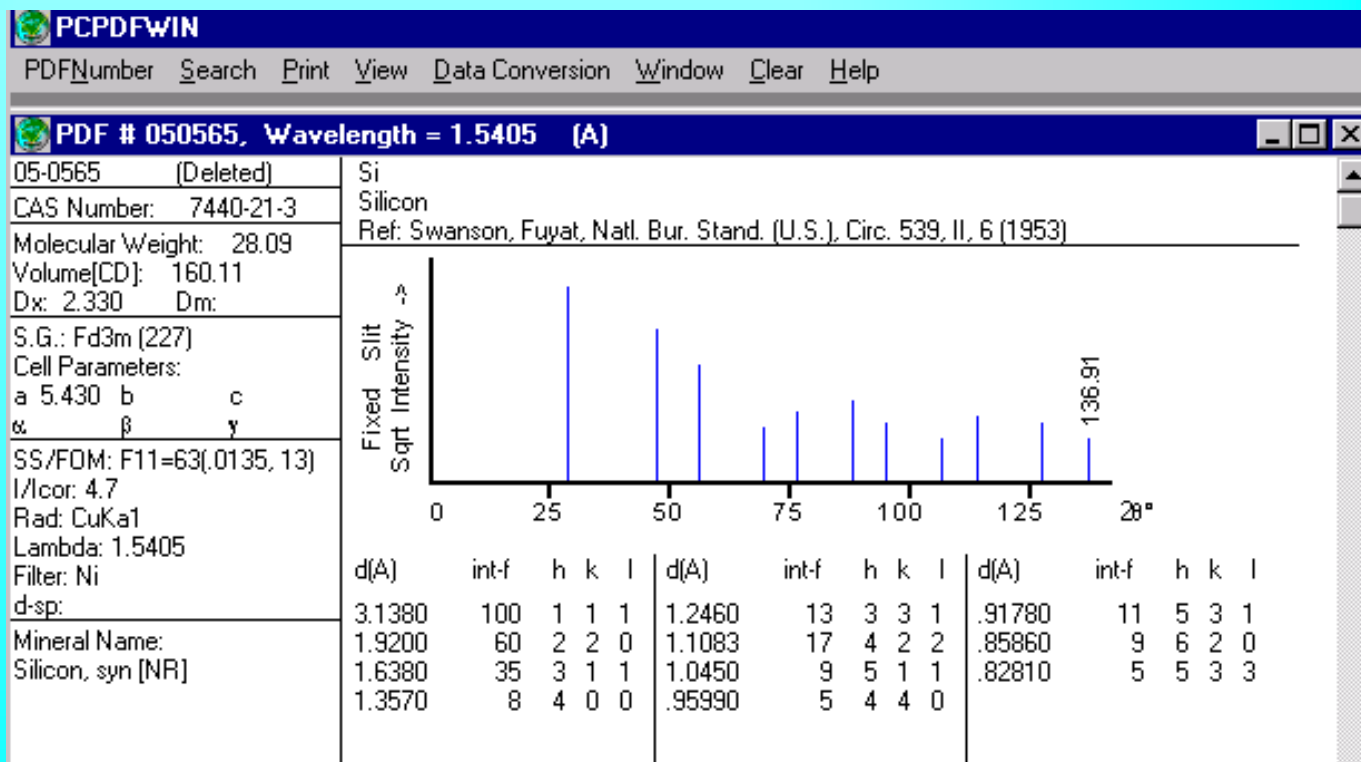 PCPDFWIN
PDFNumber Search Print View Data Conversion Window Clear Help
PDF # 050565, Wavelength = 1.5405 (A)
05-0565 (Deleted)
CAS Number: 7440-21-3
Molecular Weight: 28.09
Volume[CD]: 160.11
Dx: 2.330 Dm:
S.G.: Fd3m (227)
Cell Parameters:
a 5.430 b c
α β γ
SS/FOM: F11=63(.0135, 13)
I/Icor: 4.7
Rad: CuKa1
Lambda: 1.5405
Filter: Ni
d-sp:
Mineral Name:
Silicon, syn [NR]
Si
Silicon
Ref: Swanson, Fuyat, Natl. Bur. Stand. (U.S.), Circ. 539, II, 6 (1953)
Fixed Slit
Sqrt Intensity ->
136.91
0 25 50 75 100 125 2θ°
d(A) int-f h k l d(A) int-f h k l d(A) int-f h k l
3.1380 100 1 1 1 1.2460 13 3 3 1 .91780 11 5 3 1
1.9200 60 2 2 0 1.1083 17 4 2 2 .85860 9 6 2 0
1.6380 35 3 1 1 1.0450 9 5 1 1 .82810 5 5 3 3
1.3570 8 4 0 0 .95990 5 4 4 0